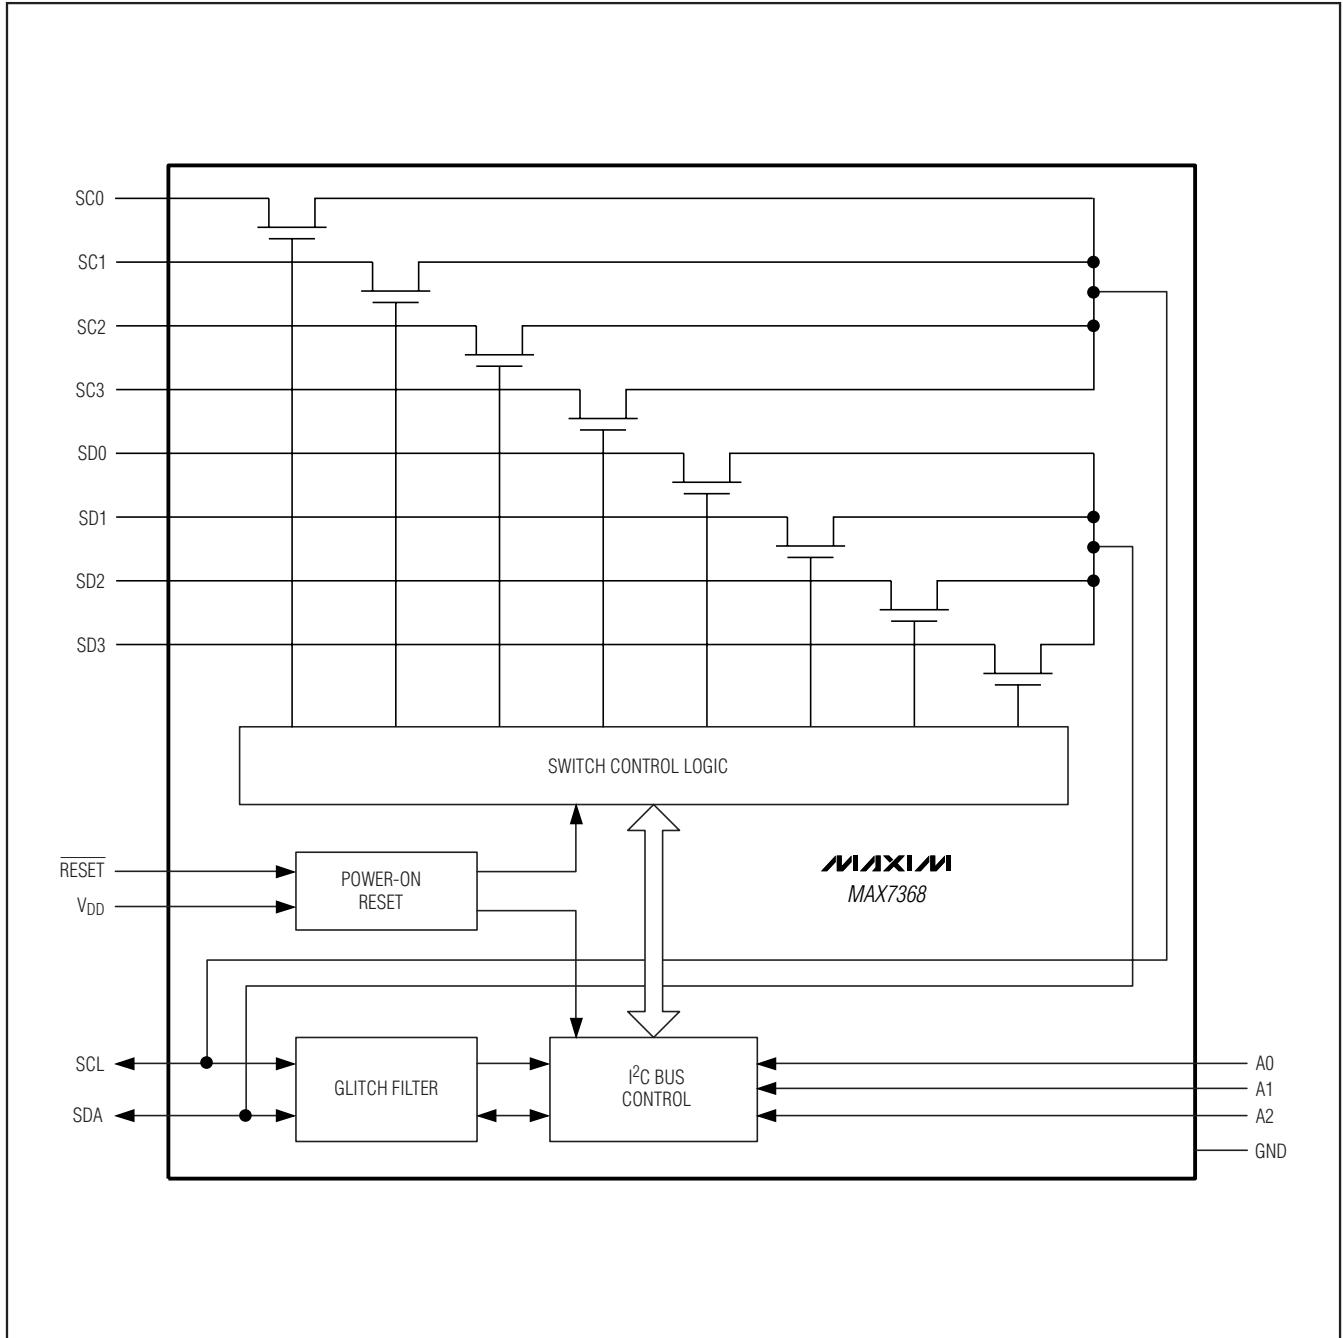 SC0
SC1
SC2
SC3
SD0
SD1
SD2
SD3
SWITCH CONTROL LOGIC
RESET
VDD
POWER-ON
RESET
MAXIM
MAX7368
SCL
SDA
GLITCH FILTER
I2C BUS
CONTROL
A0
A1
A2
GND